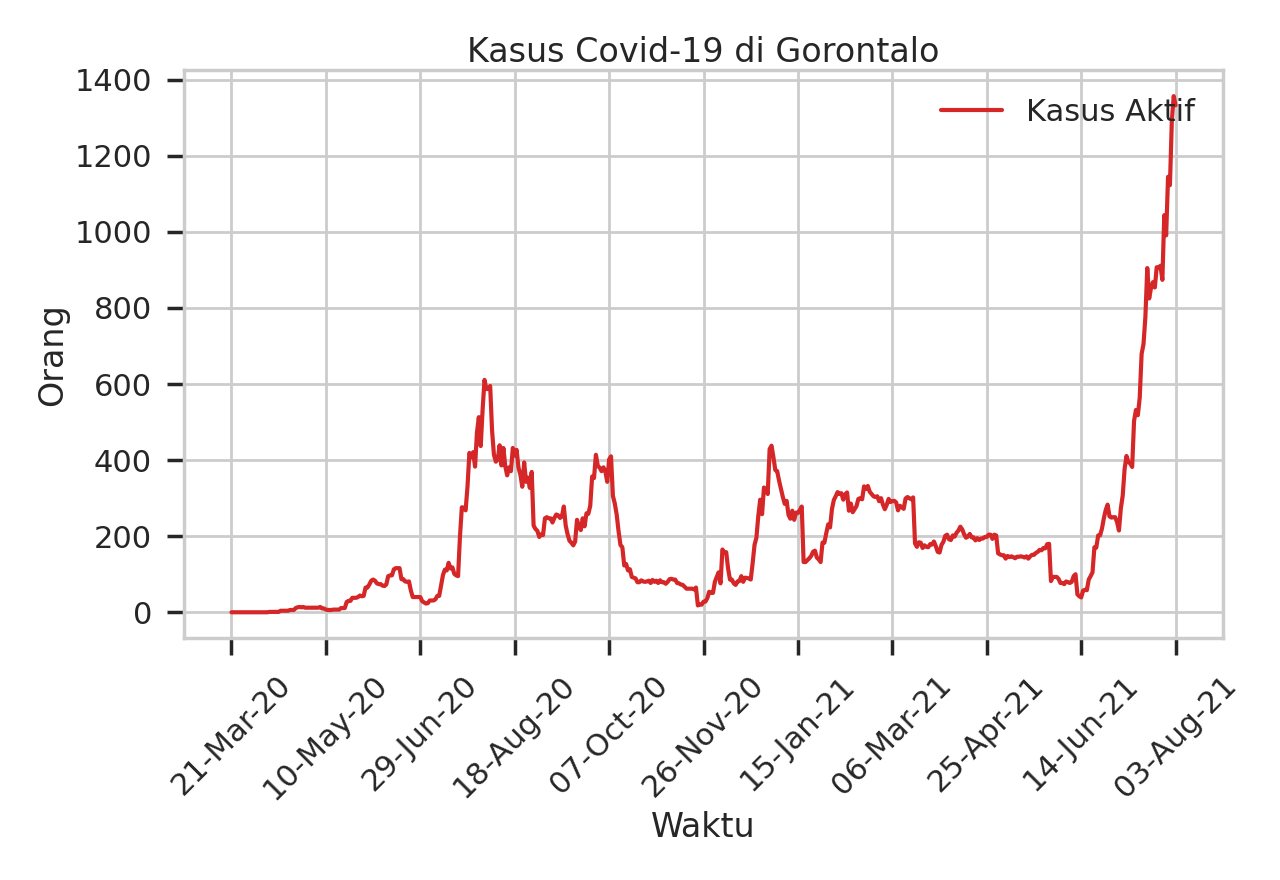 Kasus Covid-19 di Gorontalo
Kasus Aktif
Orang
1400
1200
1000
800
600
400
200
0
21-Mar-20
10-May-20
29-Jun-20
18-Aug-20
07-Oct-20
26-Nov-20
15-Jan-21
06-Mar-21
25-Apr-21
14-Jun-21
03-Aug-21
Waktu